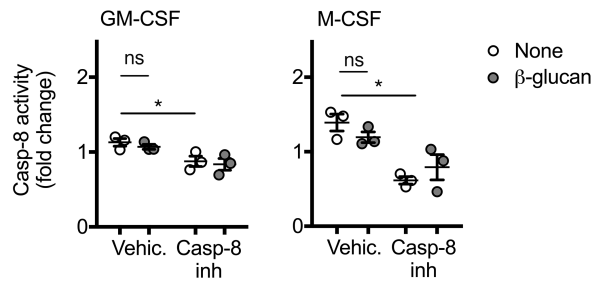 GM-CSF
M-CSF
None
β-glucan
Casp-8 activity
(fold change)
2
1
0
ns
*
Vehic.
Casp-8
inh
2
1
0
ns
*
Vehic.
Casp-8
inh